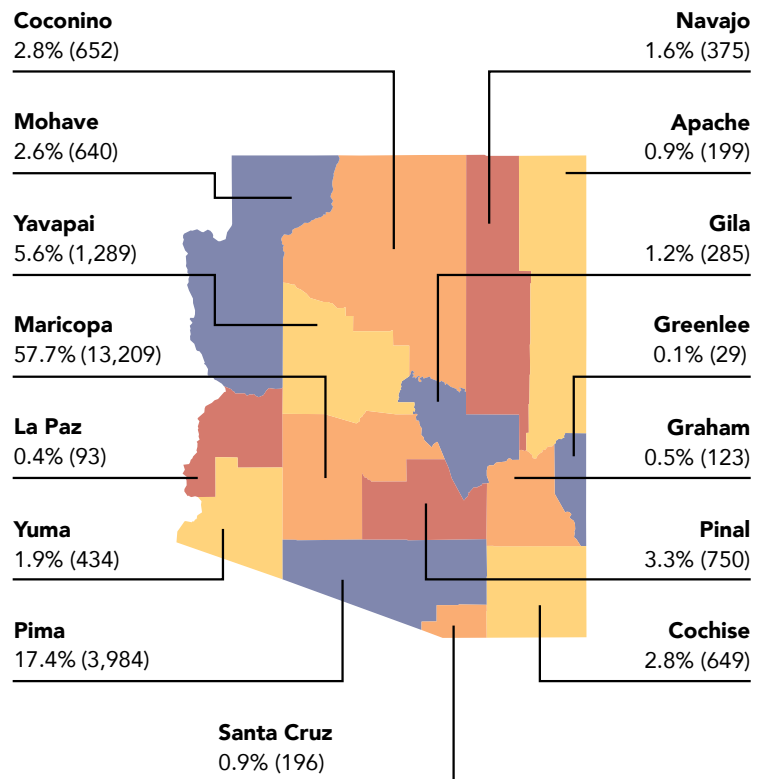 Coconino
2.8% (652)
Mohave
2.6% (640)
Yavapai
5.6% (1,289)
Maricopa
57.7% (13,209)
La Paz
0.4% (93)
Yuma
1.9% (434)
Pima
17.4% (3,984)
Santa Cruz
0.9% (196)
Navajo
1.6% (375)
Apache
0.9% (199)
Gila
1.2% (285)
Greenlee
0.1% (29)
Graham
0.5% (123)
Pinal
3.3% (750)
Cochise
2.8% (649)